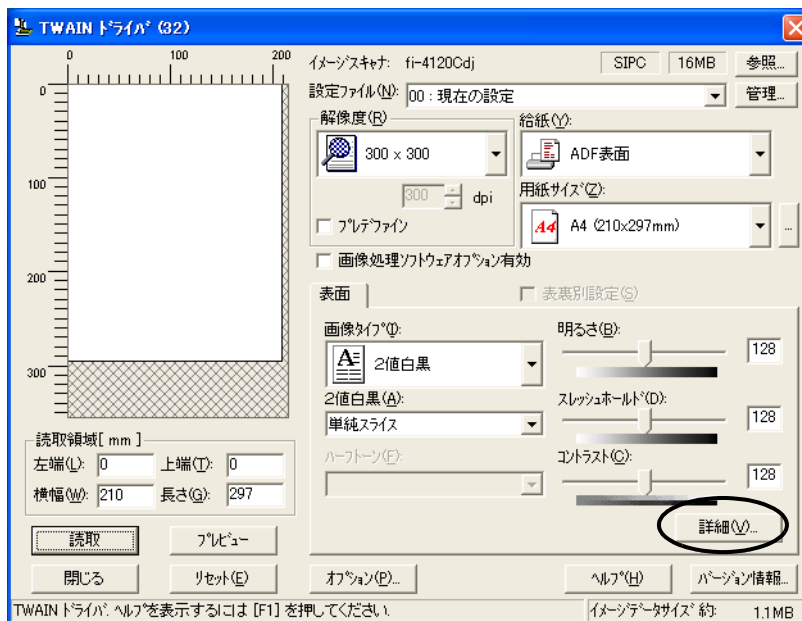 TWAIN ドライバ (32)
0 100 200
0
100
200
300
イメージスキャナ: fi-4120Cdj SIPC 16MB 参照...
設定ファイル(N): 00 : 現在の設定 管理...
解像度(R)
300 x 300
300 dpi
プレデファイン
給紙(Y):
ADF表面
用紙サイズ(Z):
A4 A4 (210x297mm) ...
画像処理ソフトウェアオプション有効
表面 表裏別設定(S)
画像タイプ(I):
A 2値白黒
2値白黒(A):
単純スライス
ハーフトーン(F):
明るさ(B):
128
スレッシュホールド(D):
128
コントラスト(C):
128
詳細(V)...
読取領域[ mm ]
左端(L): 0 上端(T): 0
横幅(W): 210 長さ(G): 297
読取 プレビュー
閉じる リセット(E) オプション(P)... ヘルプ(H) バージョン情報...
TWAIN ドライバ. ヘルプを表示するには [F1] を押してください. イメージデータサイズ 約: 1.1MB